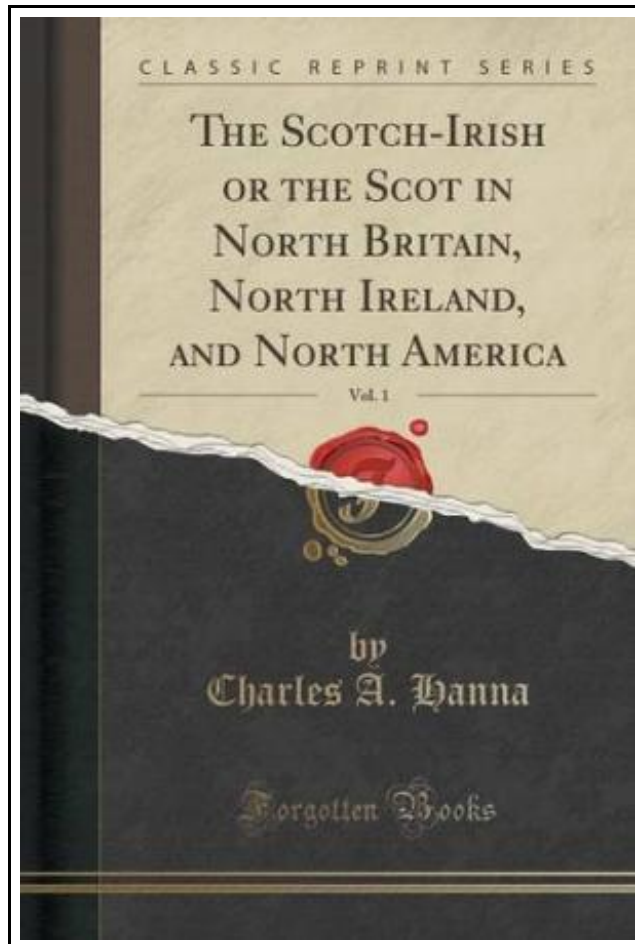 CLASSIC REPRINT SERIES
THE SCOTCH-IRISH
OR THE SCOT IN
NORTH BRITAIN,
NORTH IRELAND,
AND NORTH AMERICA
Vol. 1
F
by
Charles A. Hanna
Forgotten Books